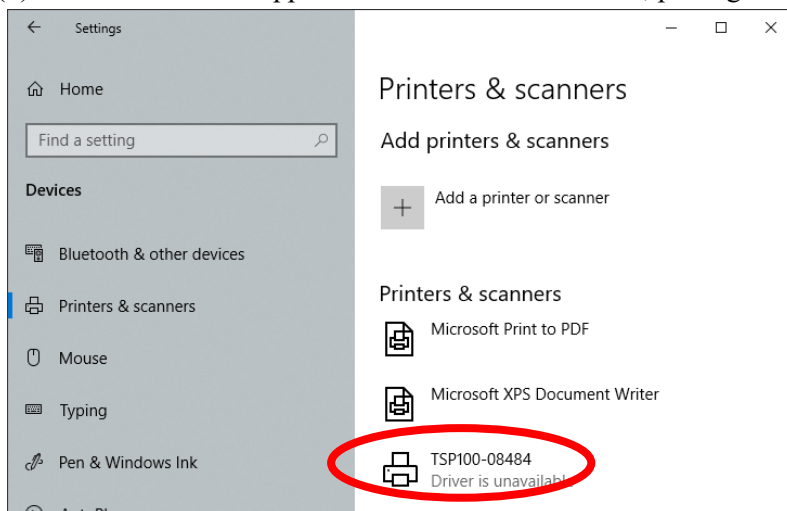 Settings
Home
Find a setting
Devices
Bluetooth & other devices
Printers & scanners
Mouse
Typing
Pen & Windows Ink
Printers & scanners
Add printers & scanners
Add a printer or scanner
Printers & scanners
Microsoft Print to PDF
Microsoft XPS Document Writer
TSP100-08484
Driver is unavailable